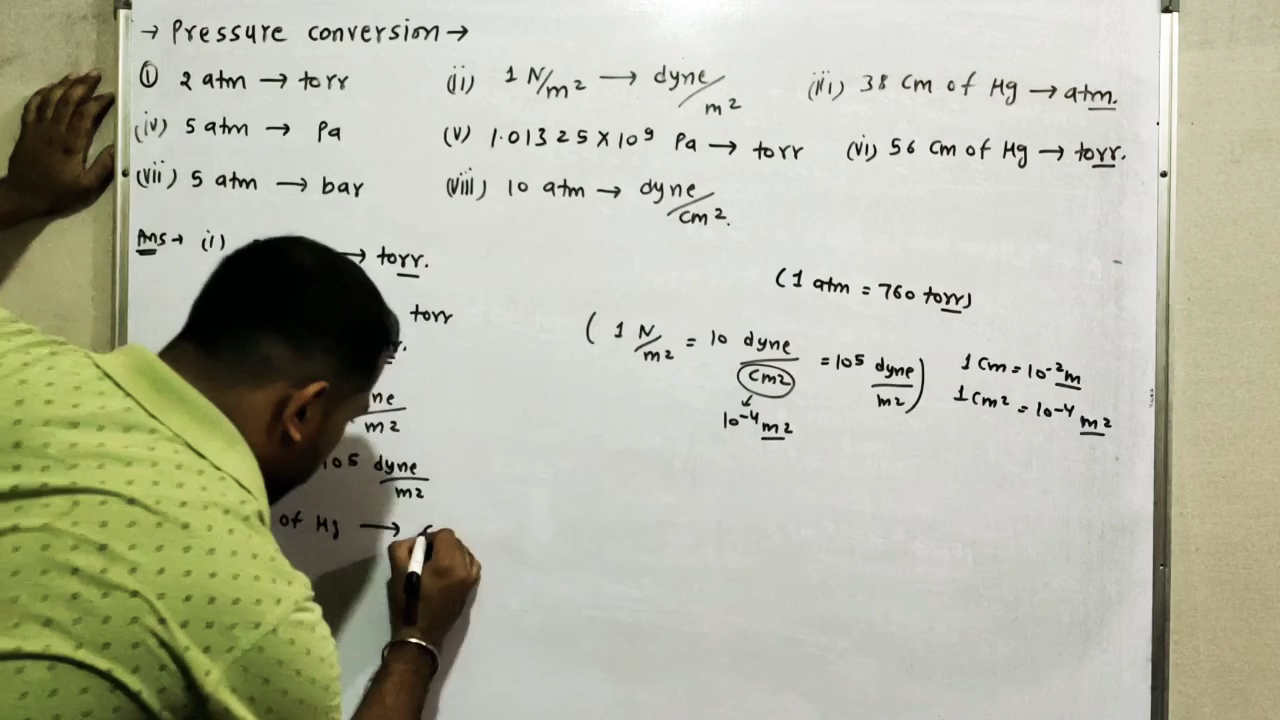 → Pressure conversion →
① 2 atm → torr (ii) 1 N/m² → dyne/m² (iii) 38 cm of Hg → atm.
(iv) 5 atm → Pa (v) 1.01325 × 10⁹ Pa → torr (vi) 56 cm of Hg → torr.
(vii) 5 atm → bar (viii) 10 atm → dyne/cm².
Ans → (i) → torr.
(1 atm = 760 torr)
torr
(1 N/m² = 10 dyne/cm² = 10⁵ dyne/m²) 1 cm = 10⁻² m
10⁻⁴ m² 1 cm² = 10⁻⁴ m²
ne/m²
10⁵ dyne/m²
of Hg →